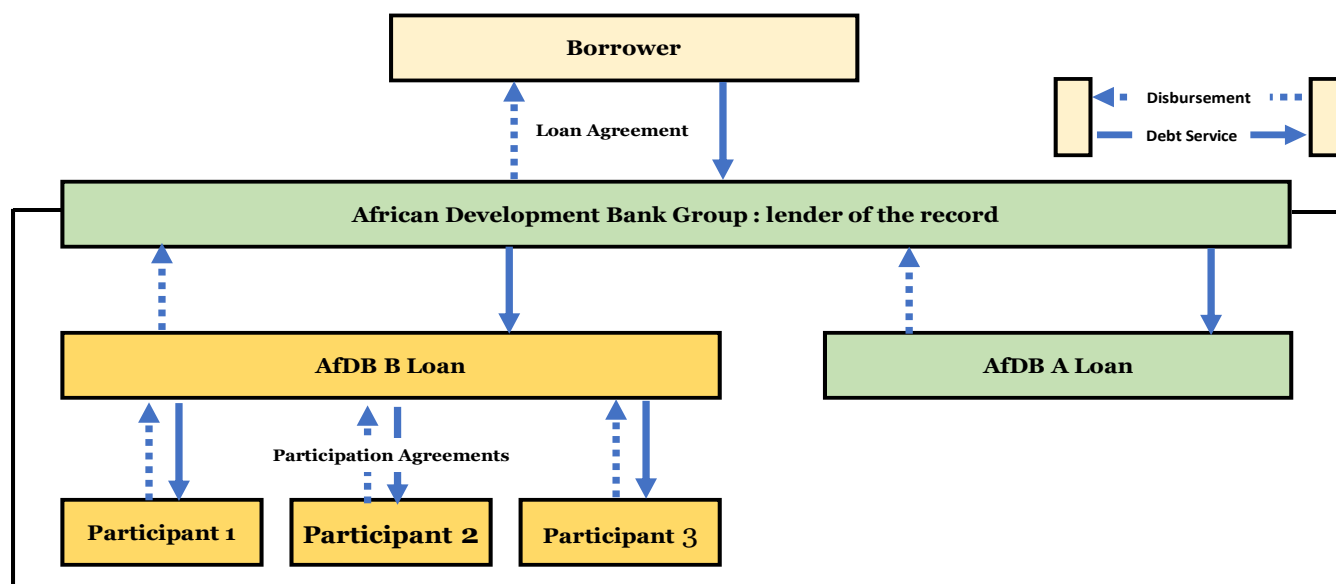 Borrower
Disbursement
Loan Agreement
Debt Service
African Development Bank Group : lender of the record
AfDB B Loan
AfDB A Loan
Participation Agreements
Participant 1
Participant 2
Participant 3